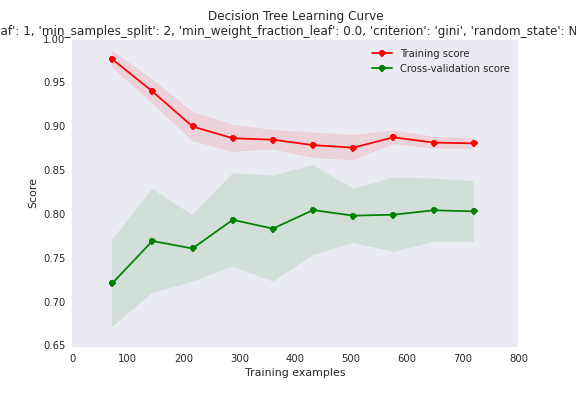 Decision Tree Learning Curve
af': 1, 'min_samples_split': 2, 'min_weight_fraction_leaf': 0.0, 'criterion': 'gini', 'random_state': N
1.00
0.95
0.90
0.85
0.80
0.75
0.70
0.65
Score
Training score
Cross-validation score
0 100 200 300 400 500 600 700 800
Training examples